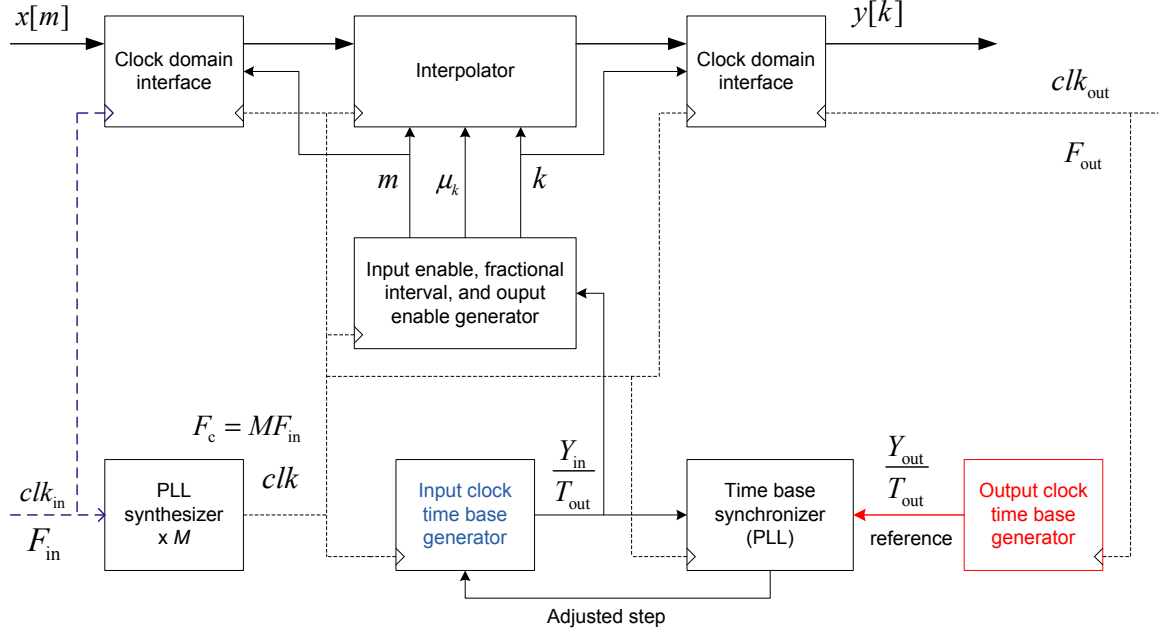 x[m]
Clock domain
interface
Interpolator
Clock domain
interface
y[k]
clk_out
F_out
m
μ_k
k
Input enable, fractional
interval, and ouput
enable generator
F_c = MF_in
clk_in
F_in
PLL
synthesizer
x M
clk
Input clock
time base
generator
Y_in
T_out
Time base
synchronizer
(PLL)
Y_out
T_out
reference
Output clock
time base
generator
Adjusted step